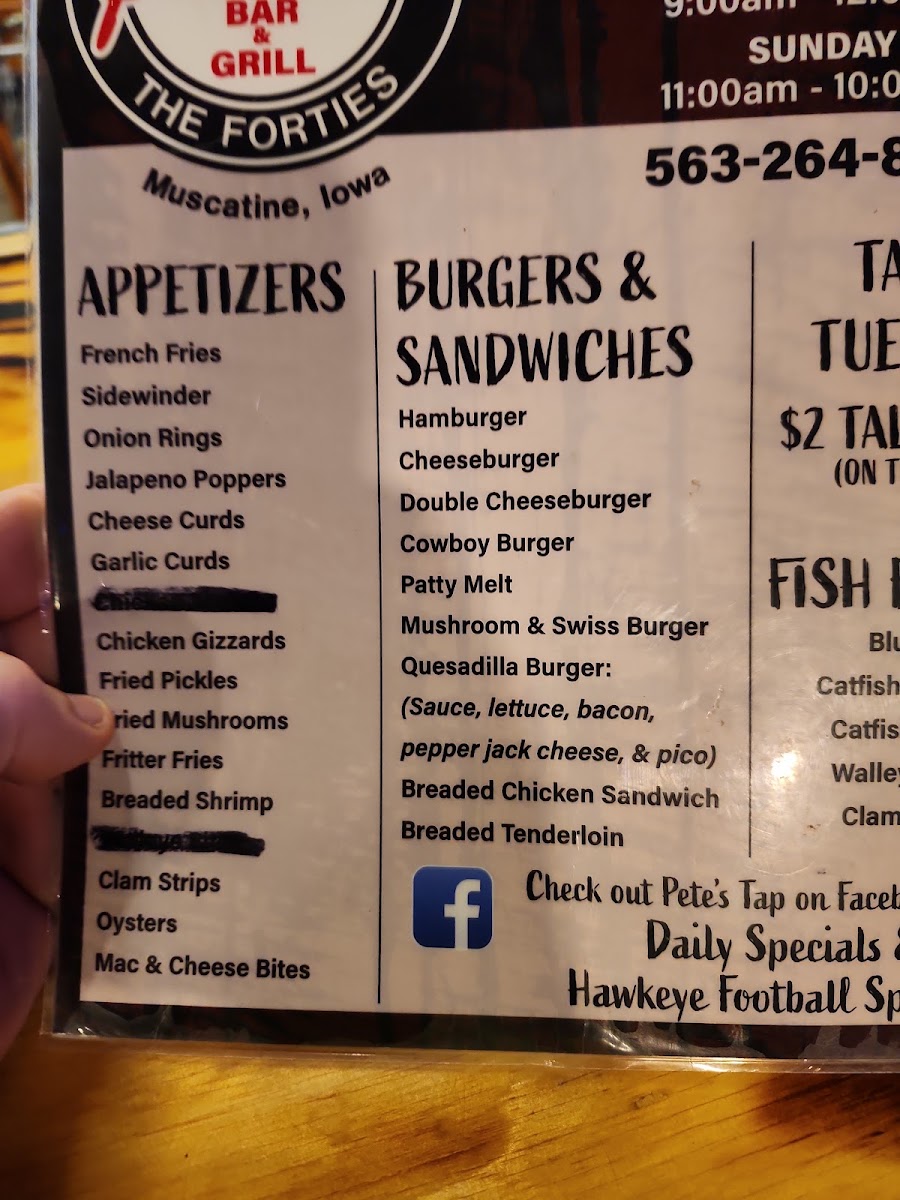 BAR
&
GRILL
THE FORTIES
Muscatine, Iowa
9:00am
SUNDAY
11:00am - 10:0
563-264-8
APPETIZERS
French Fries
Sidewinder
Onion Rings
Jalapeno Poppers
Cheese Curds
Garlic Curds
Chicken Gizzards
Fried Pickles
ried Mushrooms
Fritter Fries
Breaded Shrimp
Clam Strips
Oysters
Mac & Cheese Bites
BURGERS &
SANDWICHES
Hamburger
Cheeseburger
Double Cheeseburger
Cowboy Burger
Patty Melt
Mushroom & Swiss Burger
Quesadilla Burger:
(Sauce, lettuce, bacon,
pepper jack cheese, & pico)
Breaded Chicken Sandwich
Breaded Tenderloin
TA
TUE
$2 TAL
(ON T
FISH
Blu
Catfish
Catfis
Walley
Clam
Check out Pete's Tap on Faceb
Daily Specials &
Hawkeye Football Sp